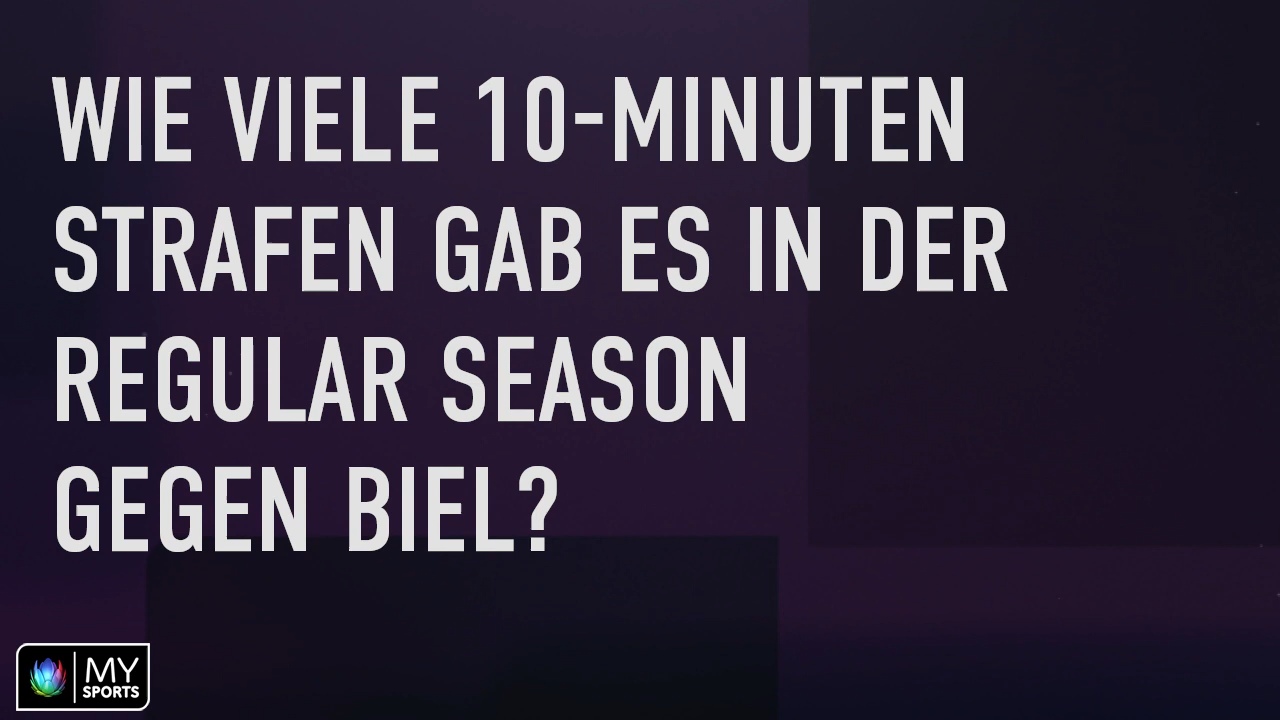 WIE VIELE 10-MINUTEN
STRAFEN GAB ES IN DER
REGULAR SEASON
GEGEN BIEL?
MY
SPORTS